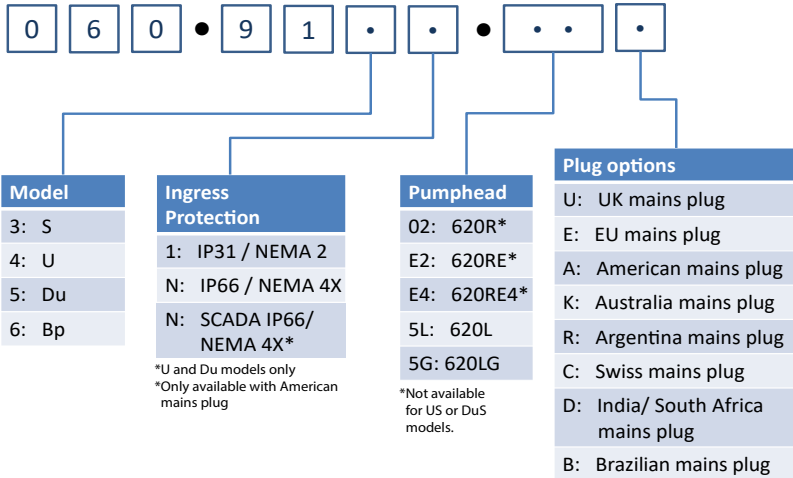 0 6 0 • 9 1 • • • • • •
Model
3: S
4: U
5: Du
6: Bp
Ingress
Protection
1: IP31 / NEMA 2
N: IP66 / NEMA 4X
N: SCADA IP66/
NEMA 4X*
*U and Du models only
*Only available with American
mains plug
Pumphead
02: 620R*
E2: 620RE*
E4: 620RE4*
5L: 620L
5G: 620LG
*Not available
for US or DuS
models.
Plug options
U: UK mains plug
E: EU mains plug
A: American mains plug
K: Australia mains plug
R: Argentina mains plug
C: Swiss mains plug
D: India/ South Africa
mains plug
B: Brazilian mains plug